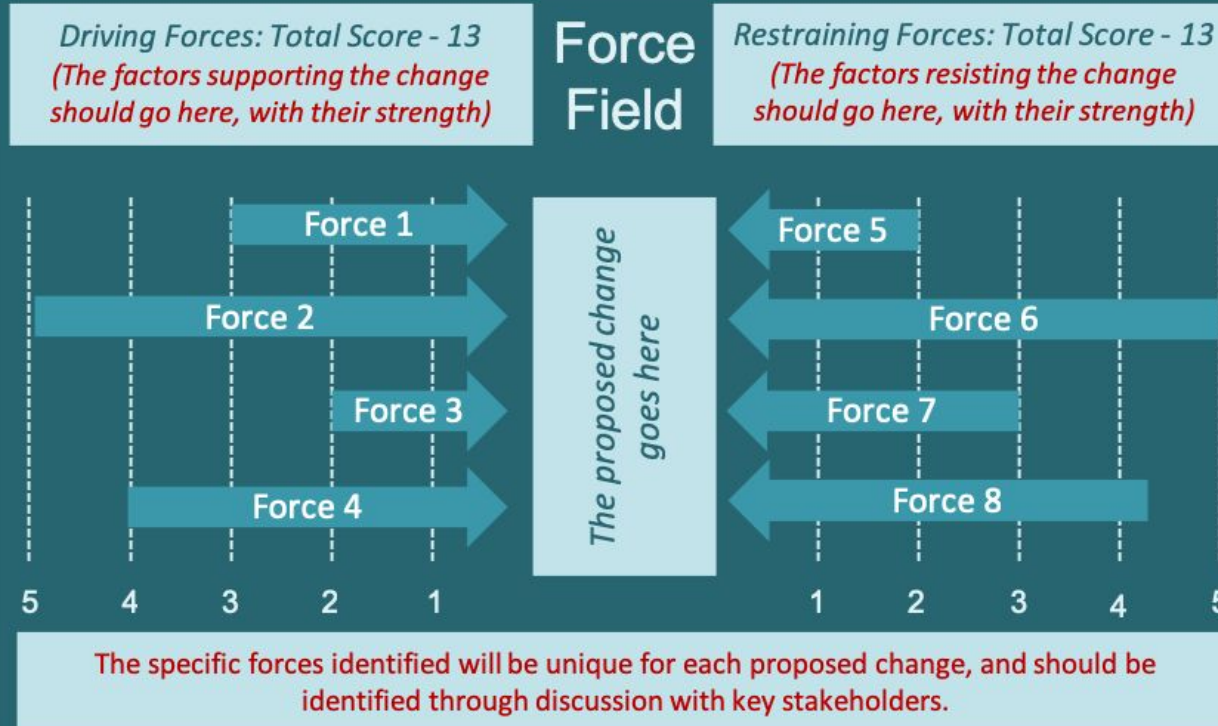 Driving Forces: Total Score - 13
(The factors supporting the change
should go here, with their strength)
Force
Field
Restraining Forces: Total Score - 13
(The factors resisting the change
should go here, with their strength)
Force 1
Force 2
Force 3
Force 4
The proposed change
goes here
Force 5
Force 6
Force 7
Force 8
5 4 3 2 1
1 2 3 4 5
The specific forces identified will be unique for each proposed change, and should be
identified through discussion with key stakeholders.